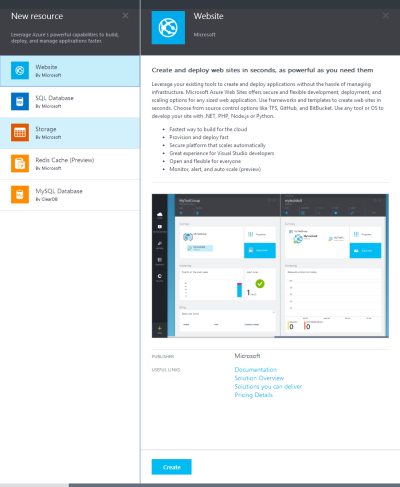 New resource
Leverage Azure's powerful capabilities to build,
deploy, and manage applications faster.
Website
By Microsoft
SQL Database
By Microsoft
Storage
By Microsoft
Redis Cache (Preview)
By Microsoft
MySQL Database
By ClearDB
Website
Microsoft
Create and deploy web sites in seconds, as powerful as you need them
Leverage your existing tools to create and deploy applications without the hassle of managing
infrastructure. Microsoft Azure Web Sites offers secure and flexible development, deployment, and
scaling options for any sized web application. Use frameworks and templates to create web sites in
seconds. Choose from source control options like TFS, GitHub, and BitBucket. Use any tool or OS to
develop your site with .NET, PHP, Node.js or Python.
Fastest way to build for the cloud
Provision and deploy fast
Secure platform that scales automatically
Great experience for Visual Studio developers
Open and flexible for everyone
Monitor, alert, and auto scale (preview)
1
0
0
PUBLISHER
Microsoft
USEFUL LINKS
Documentation
Solution Overview
Solutions you can deliver
Pricing Details
Create